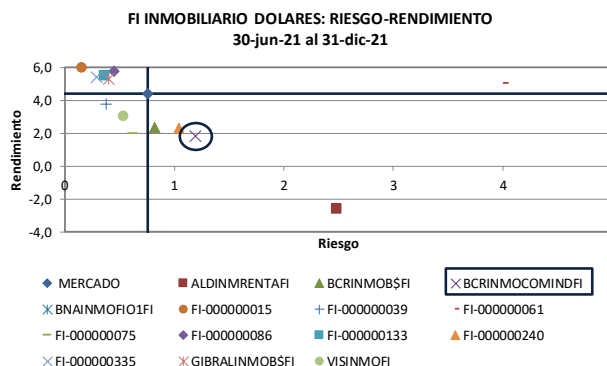 FI INMOBILIARIO DOLARES: RIESGO-RENDIMIENTO
30-jun-21 al 31-dic-21
6,0
4,0
2,0
0,0
-2,0
-4,0
0 1 2 3 4
Rendimiento
Riesgo
MERCADO ALDINMRENTAFI BCRINMOB$FI BCRINMOCOMINDFI
BNAINMOFIO1FI FI-000000015 FI-000000039 FI-000000061
FI-000000075 FI-000000086 FI-000000133 FI-000000240
FI-000000335 GIBRALINMOB$FI VISINMOFI